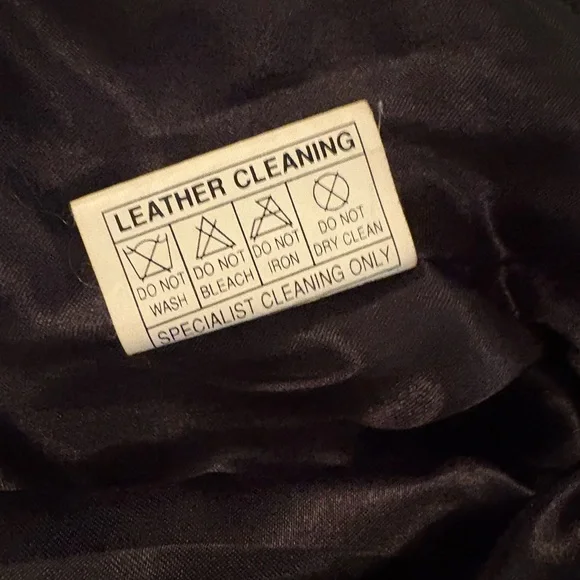 LEATHER CLEANING
DO NOT
WASH
DO NOT
BLEACH
DO NOT
IRON
DO NOT
DRY CLEAN
SPECIALIST CLEANING ONLY